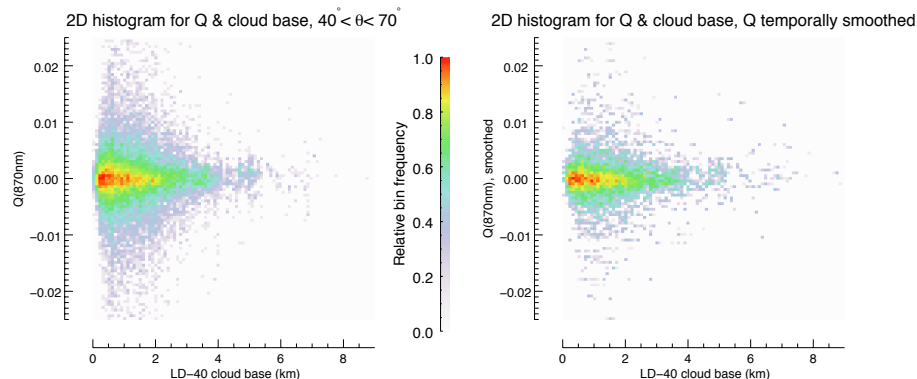 2D histogram for Q & cloud base, 40° < θ < 70°
0.02
0.01
0.00
−0.01
−0.02
Q(870nm)
0 2 4 6 8
LD−40 cloud base (km)
1.0
0.8
0.6
0.4
0.2
0.0
Relative bin frequency
2D histogram for Q & cloud base, Q temporally smoothed
0.02
0.01
0.00
−0.01
−0.02
Q(870nm), smoothed
0 2 4 6 8
LD−40 cloud base (km)